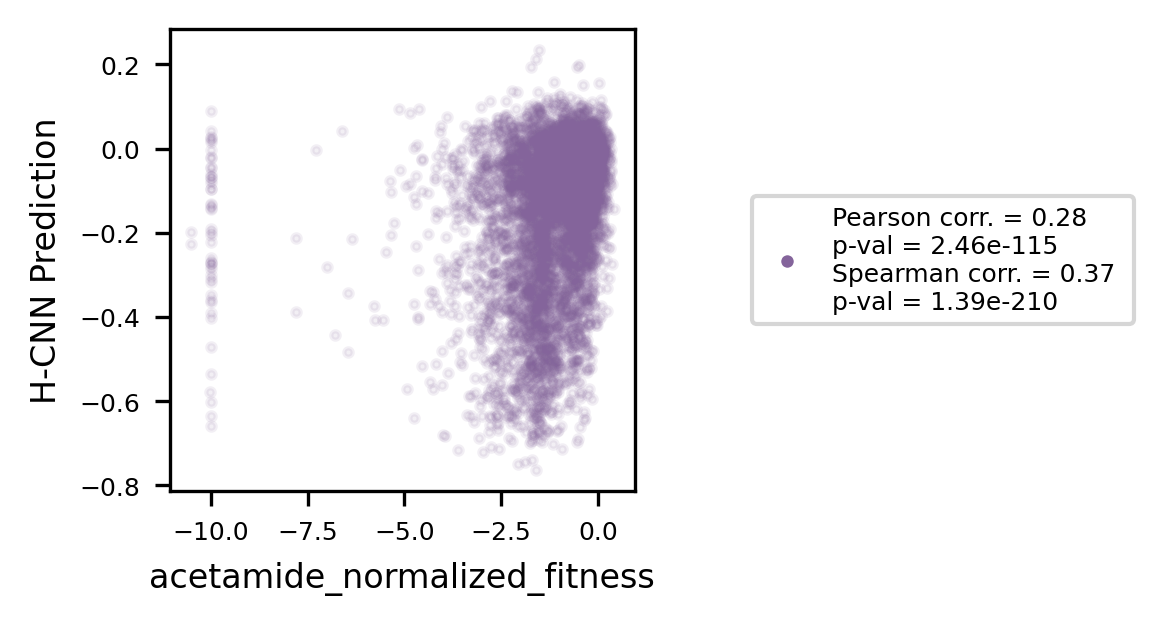 0.2
0.0
−0.2
−0.4
−0.6
−0.8
H-CNN Prediction
−10.0 −7.5 −5.0 −2.5 0.0
acetamide_normalized_fitness
Pearson corr. = 0.28
p-val = 2.46e-115
Spearman corr. = 0.37
p-val = 1.39e-210